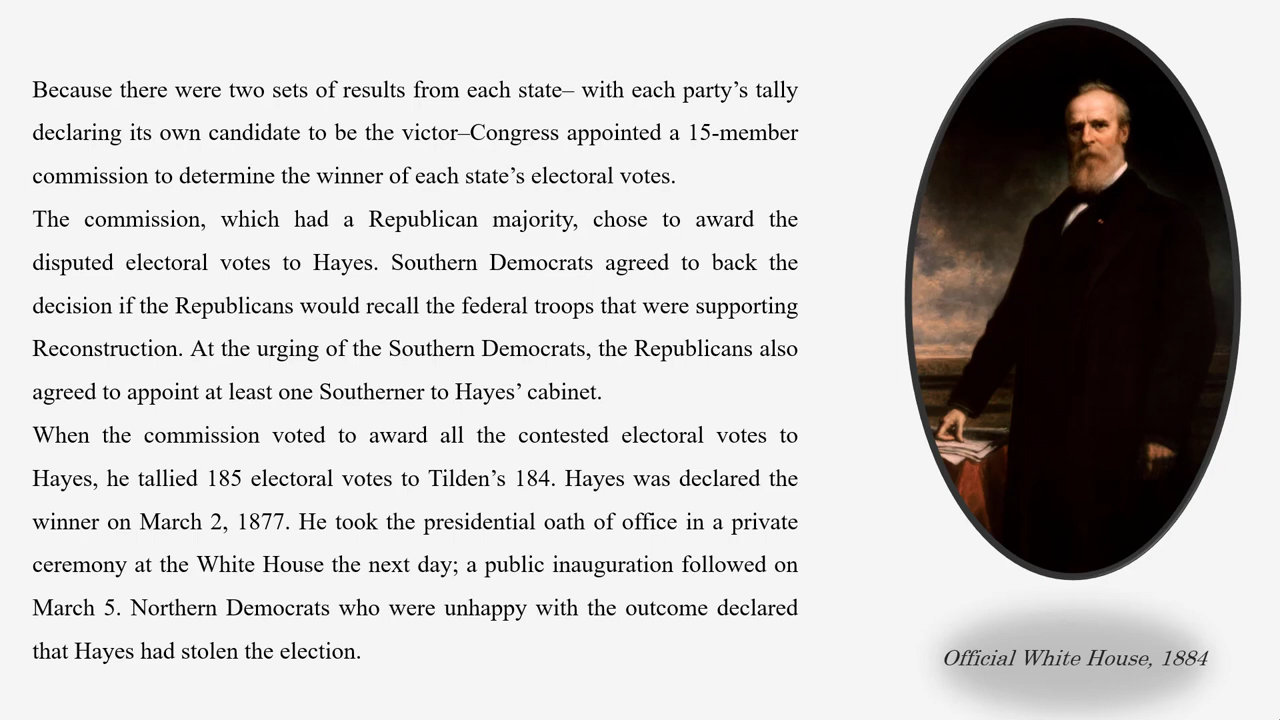 Because there were two sets of results from each state– with each party’s tally
declaring its own candidate to be the victor–Congress appointed a 15-member
commission to determine the winner of each state’s electoral votes.
The commission, which had a Republican majority, chose to award the
disputed electoral votes to Hayes. Southern Democrats agreed to back the
decision if the Republicans would recall the federal troops that were supporting
Reconstruction. At the urging of the Southern Democrats, the Republicans also
agreed to appoint at least one Southerner to Hayes’ cabinet.
When the commission voted to award all the contested electoral votes to
Hayes, he tallied 185 electoral votes to Tilden’s 184. Hayes was declared the
winner on March 2, 1877. He took the presidential oath of office in a private
ceremony at the White House the next day; a public inauguration followed on
March 5. Northern Democrats who were unhappy with the outcome declared
that Hayes had stolen the election.
Official White House, 1884